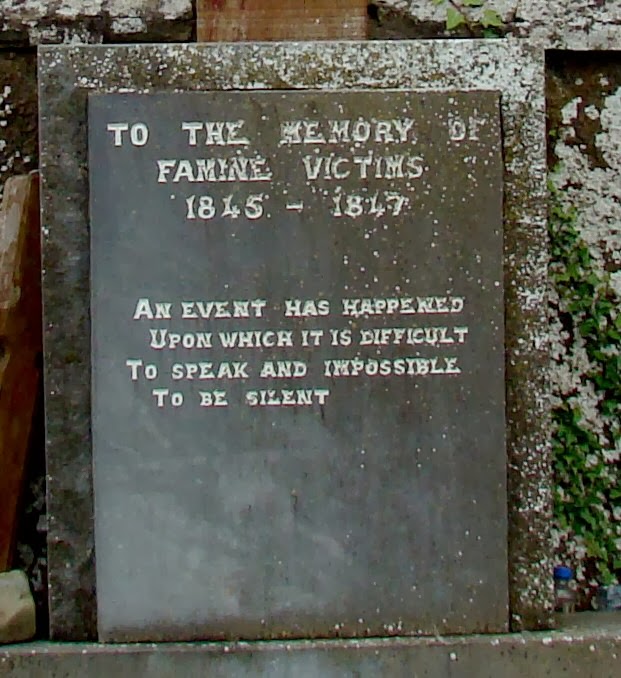 TO THE MEMORY OF
FAMINE VICTIMS
1845 - 1847
AN EVENT HAS HAPPENED
UPON WHICH IT IS DIFFICULT
TO SPEAK AND IMPOSSIBLE
TO BE SILENT